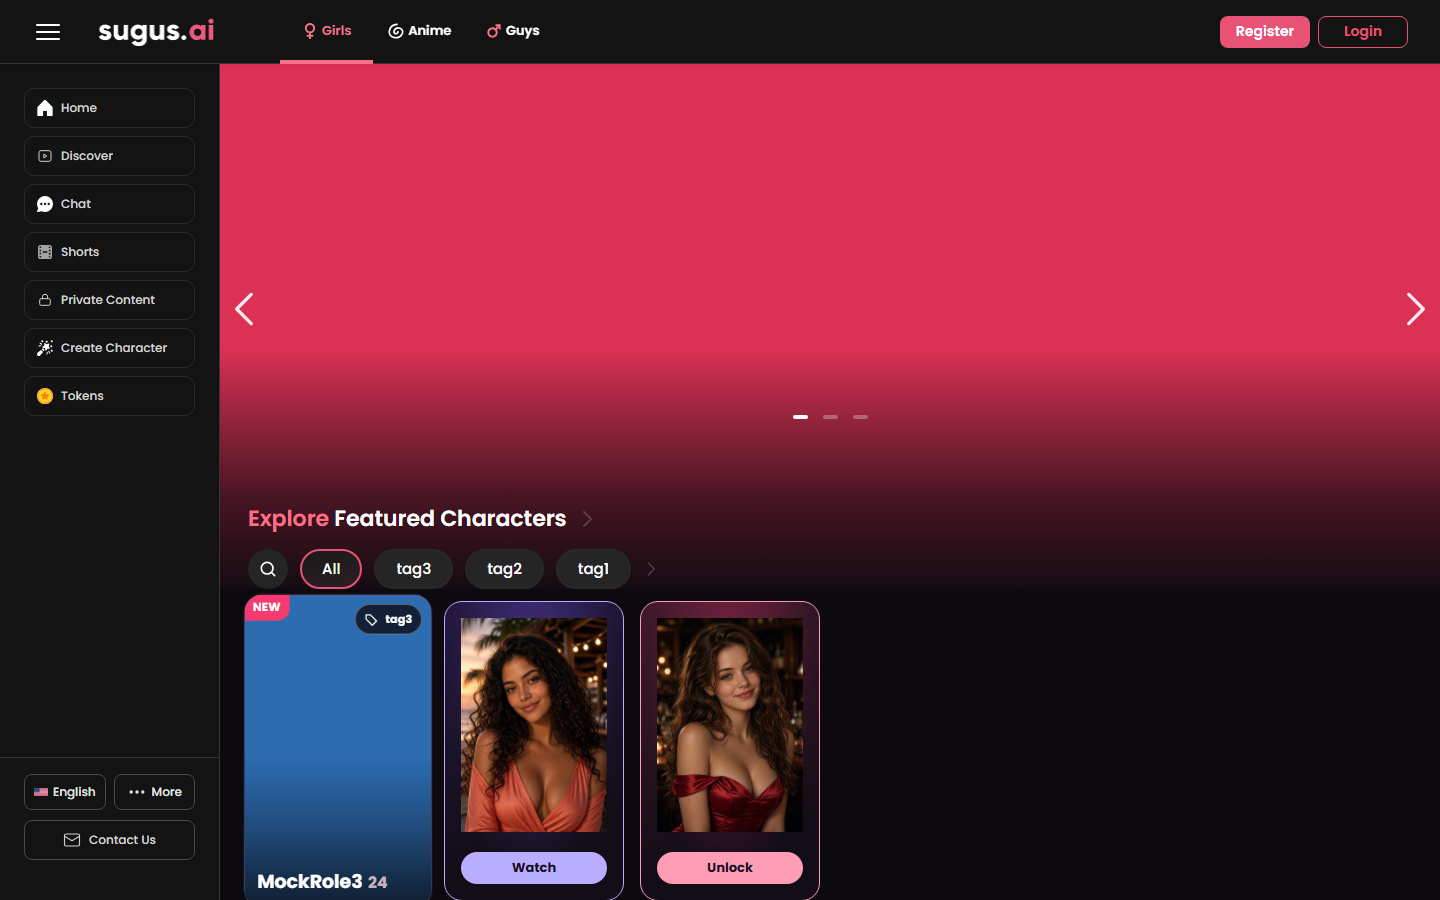 sugus.ai
Girls
Anime
Guys
Register
Login
Home
Discover
Chat
Shorts
Private Content
Create Character
Tokens
Explore Featured Characters
All
tag3
tag2
tag1
NEW
tag3
MockRole3 24
Watch
Unlock
English
More
Contact Us